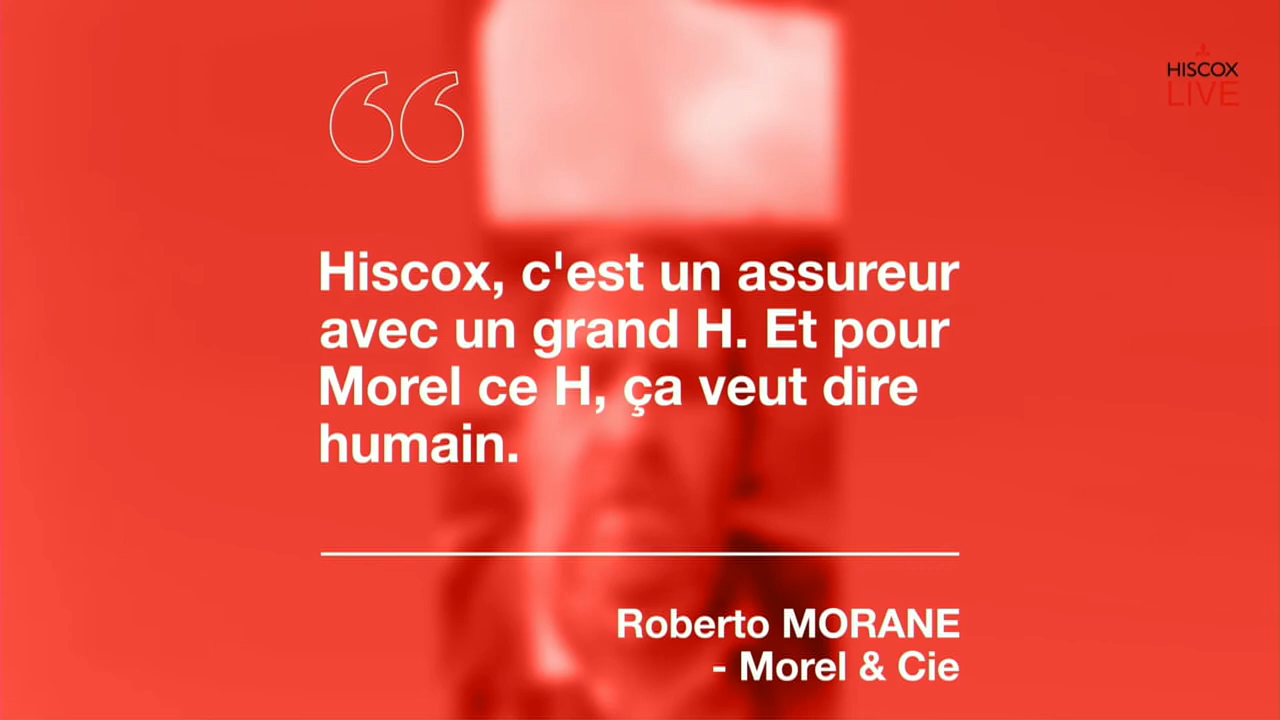 HISCOX
LIVE
“
Hiscox, c'est un assureur
avec un grand H. Et pour
Morel ce H, ça veut dire
humain.
Roberto MORANE
- Morel & Cie